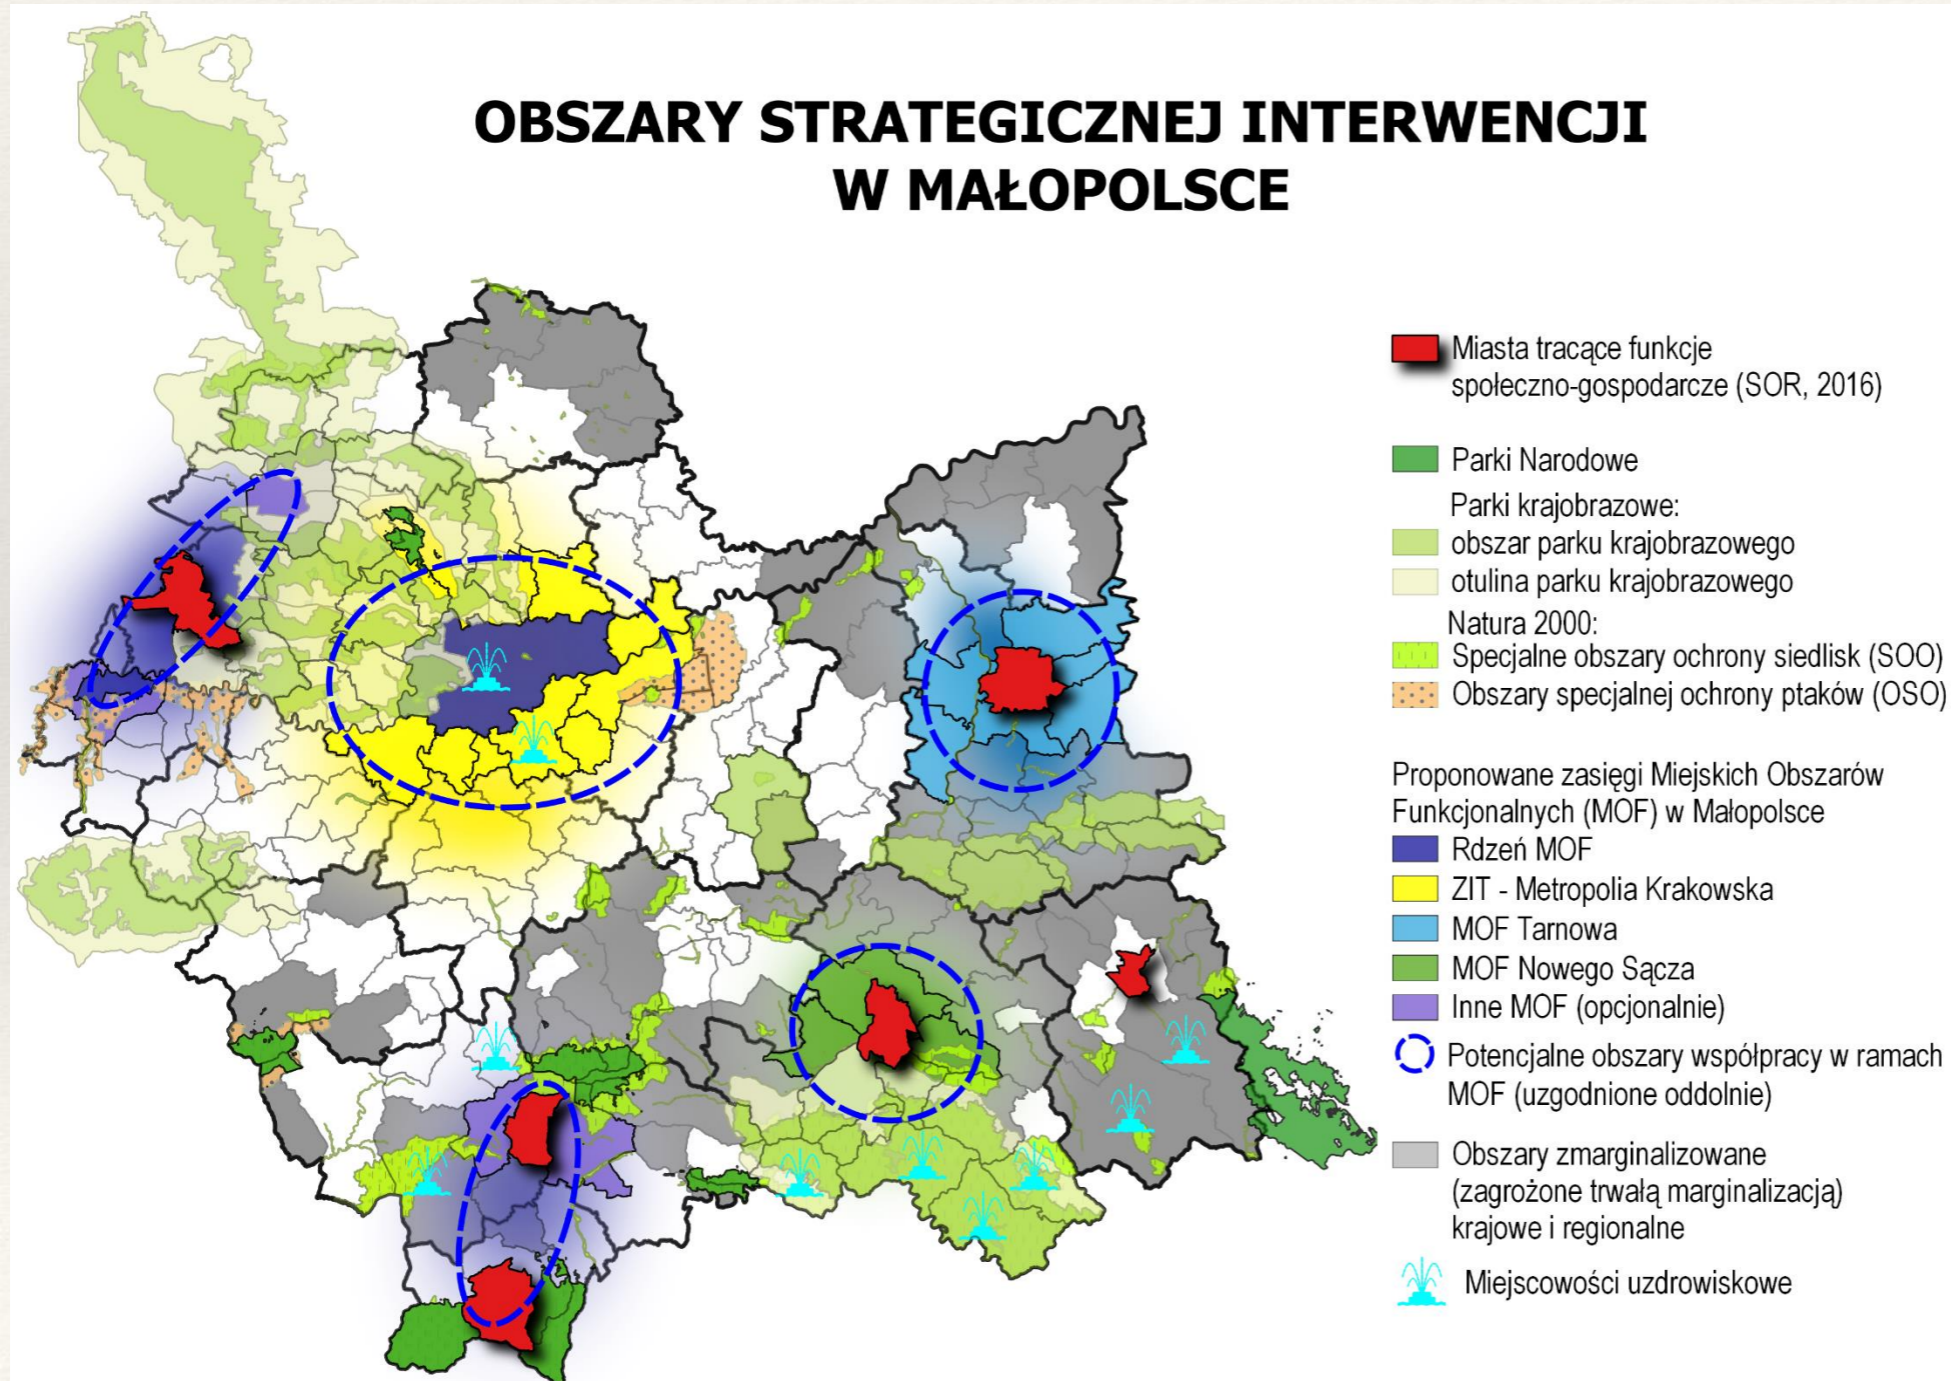 OBSZARY STRATEGICZNEJ INTERWENCJI
W MAŁOPOLSCE
Miasta tracące funkcje
społeczno-gospodarcze (SOR, 2016)
Parki Narodowe
Parki krajobrazowe:
obszar parku krajobrazowego
otulina parku krajobrazowego
Natura 2000:
Specjalne obszary ochrony siedlisk (SOO)
Obszary specjalnej ochrony ptaków (OSO)
Proponowane zasięgi Miejskich Obszarów
Funkcjonalnych (MOF) w Małopolsce
Rdzeń MOF
ZIT - Metropolia Krakowska
MOF Tarnowa
MOF Nowego Sącza
Inne MOF (opcjonalnie)
Potencjalne obszary współpracy w ramach
MOF (uzgodnione oddolnie)
Obszary zmarginalizowane
(zagrożone trwałą marginalizacją)
krajowe i regionalne
Miejscowości uzdrowiskowe